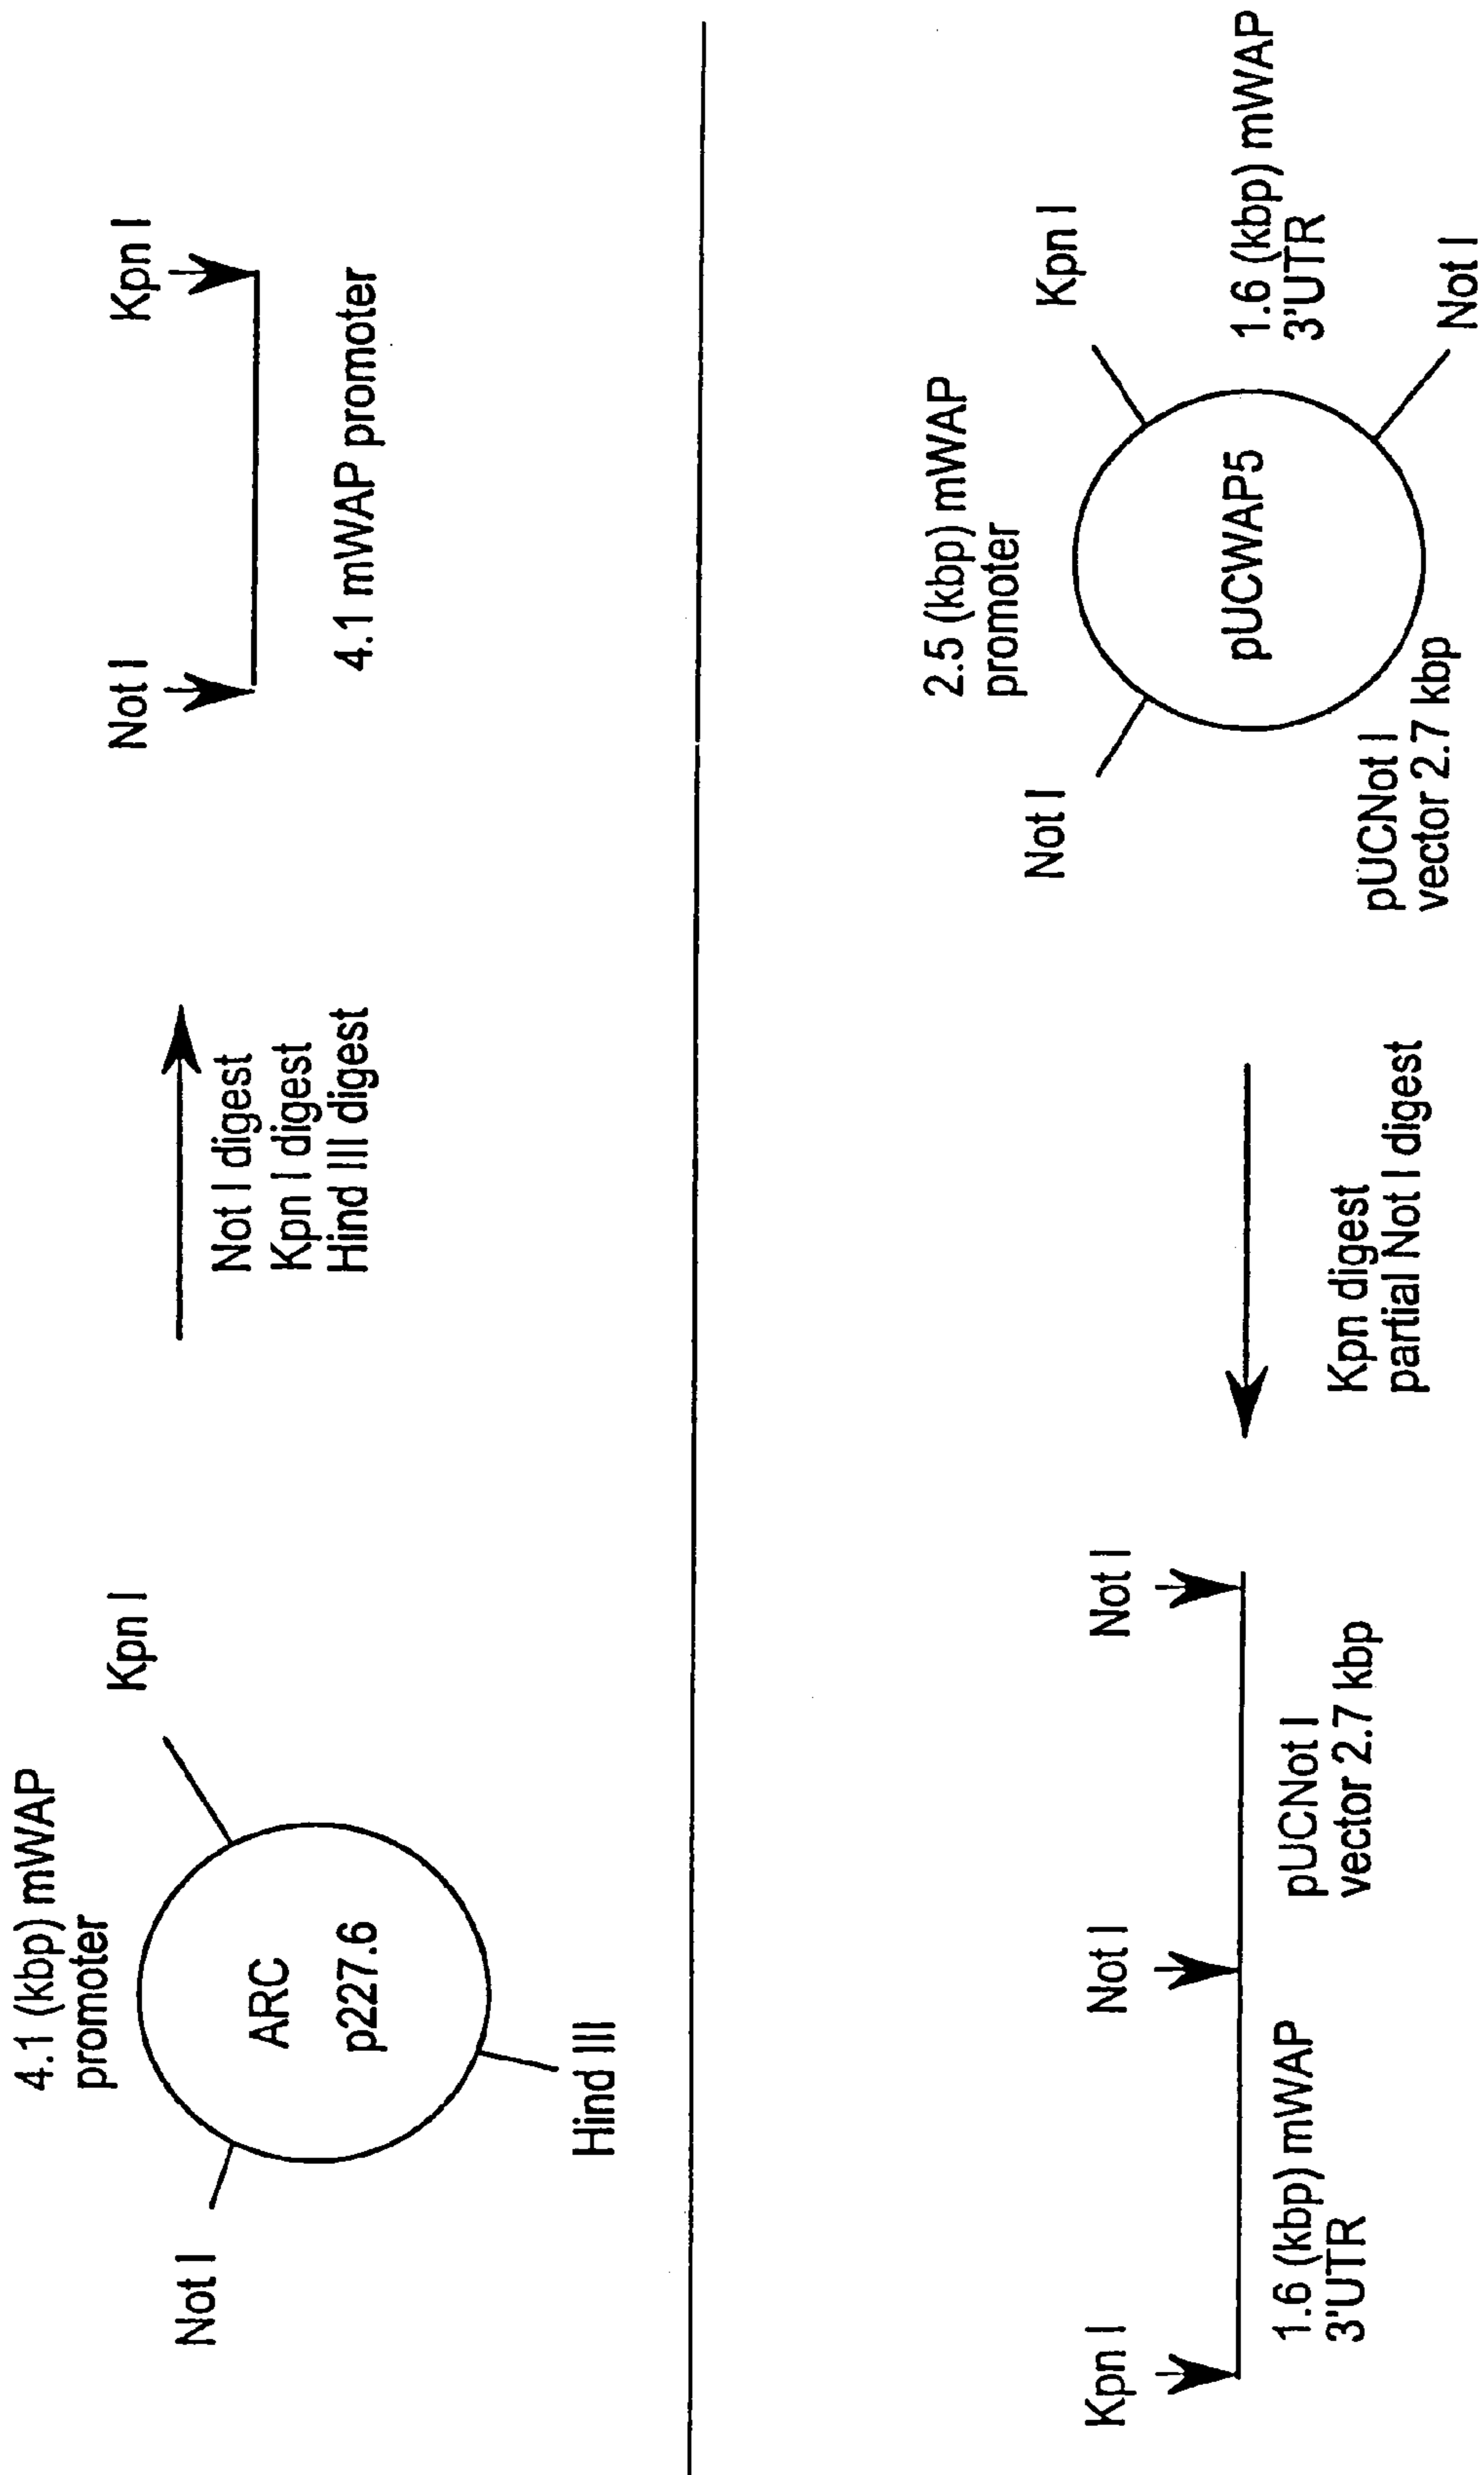 4.1 (kbp) mWAP
promoter
Not I
Kpn I
ARC
p227.6
Hind III
Not I digest
Kpn I digest
Hind III digest
Not I
Kpn I
4.1 mWAP promoter
Kpn I
Not I
Not I
1.6 (kbp) mWAP
3'UTR
pUCNot I
vector 2.7 kbp
Kpn digest
partial Not I digest
2.5 (kbp) mWAP
promoter
Not I
Kpn I
pUCWAP5
1.6 (kbp) mWAP
3'UTR
pUCNot I
vector 2.7 kbp
Not I